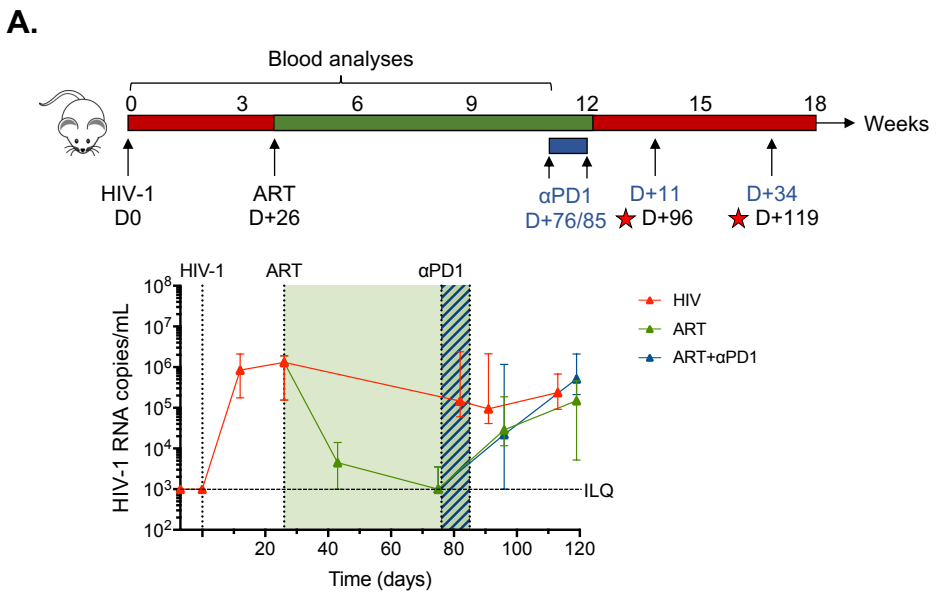 A.
Blood analyses
0 3 6 9 12 15 18
Weeks
HIV-1 ART αPD1 D+11 D+34
D0 D+26 D+76/85 D+96 D+119
HIV-1 ART αPD1
10⁸
10⁷
10⁶
10⁵
10⁴
10³
10²
HIV-1 RNA copies/mL
HIV
ART
ART+αPD1
ILQ
20 40 60 80 100 120
Time (days)